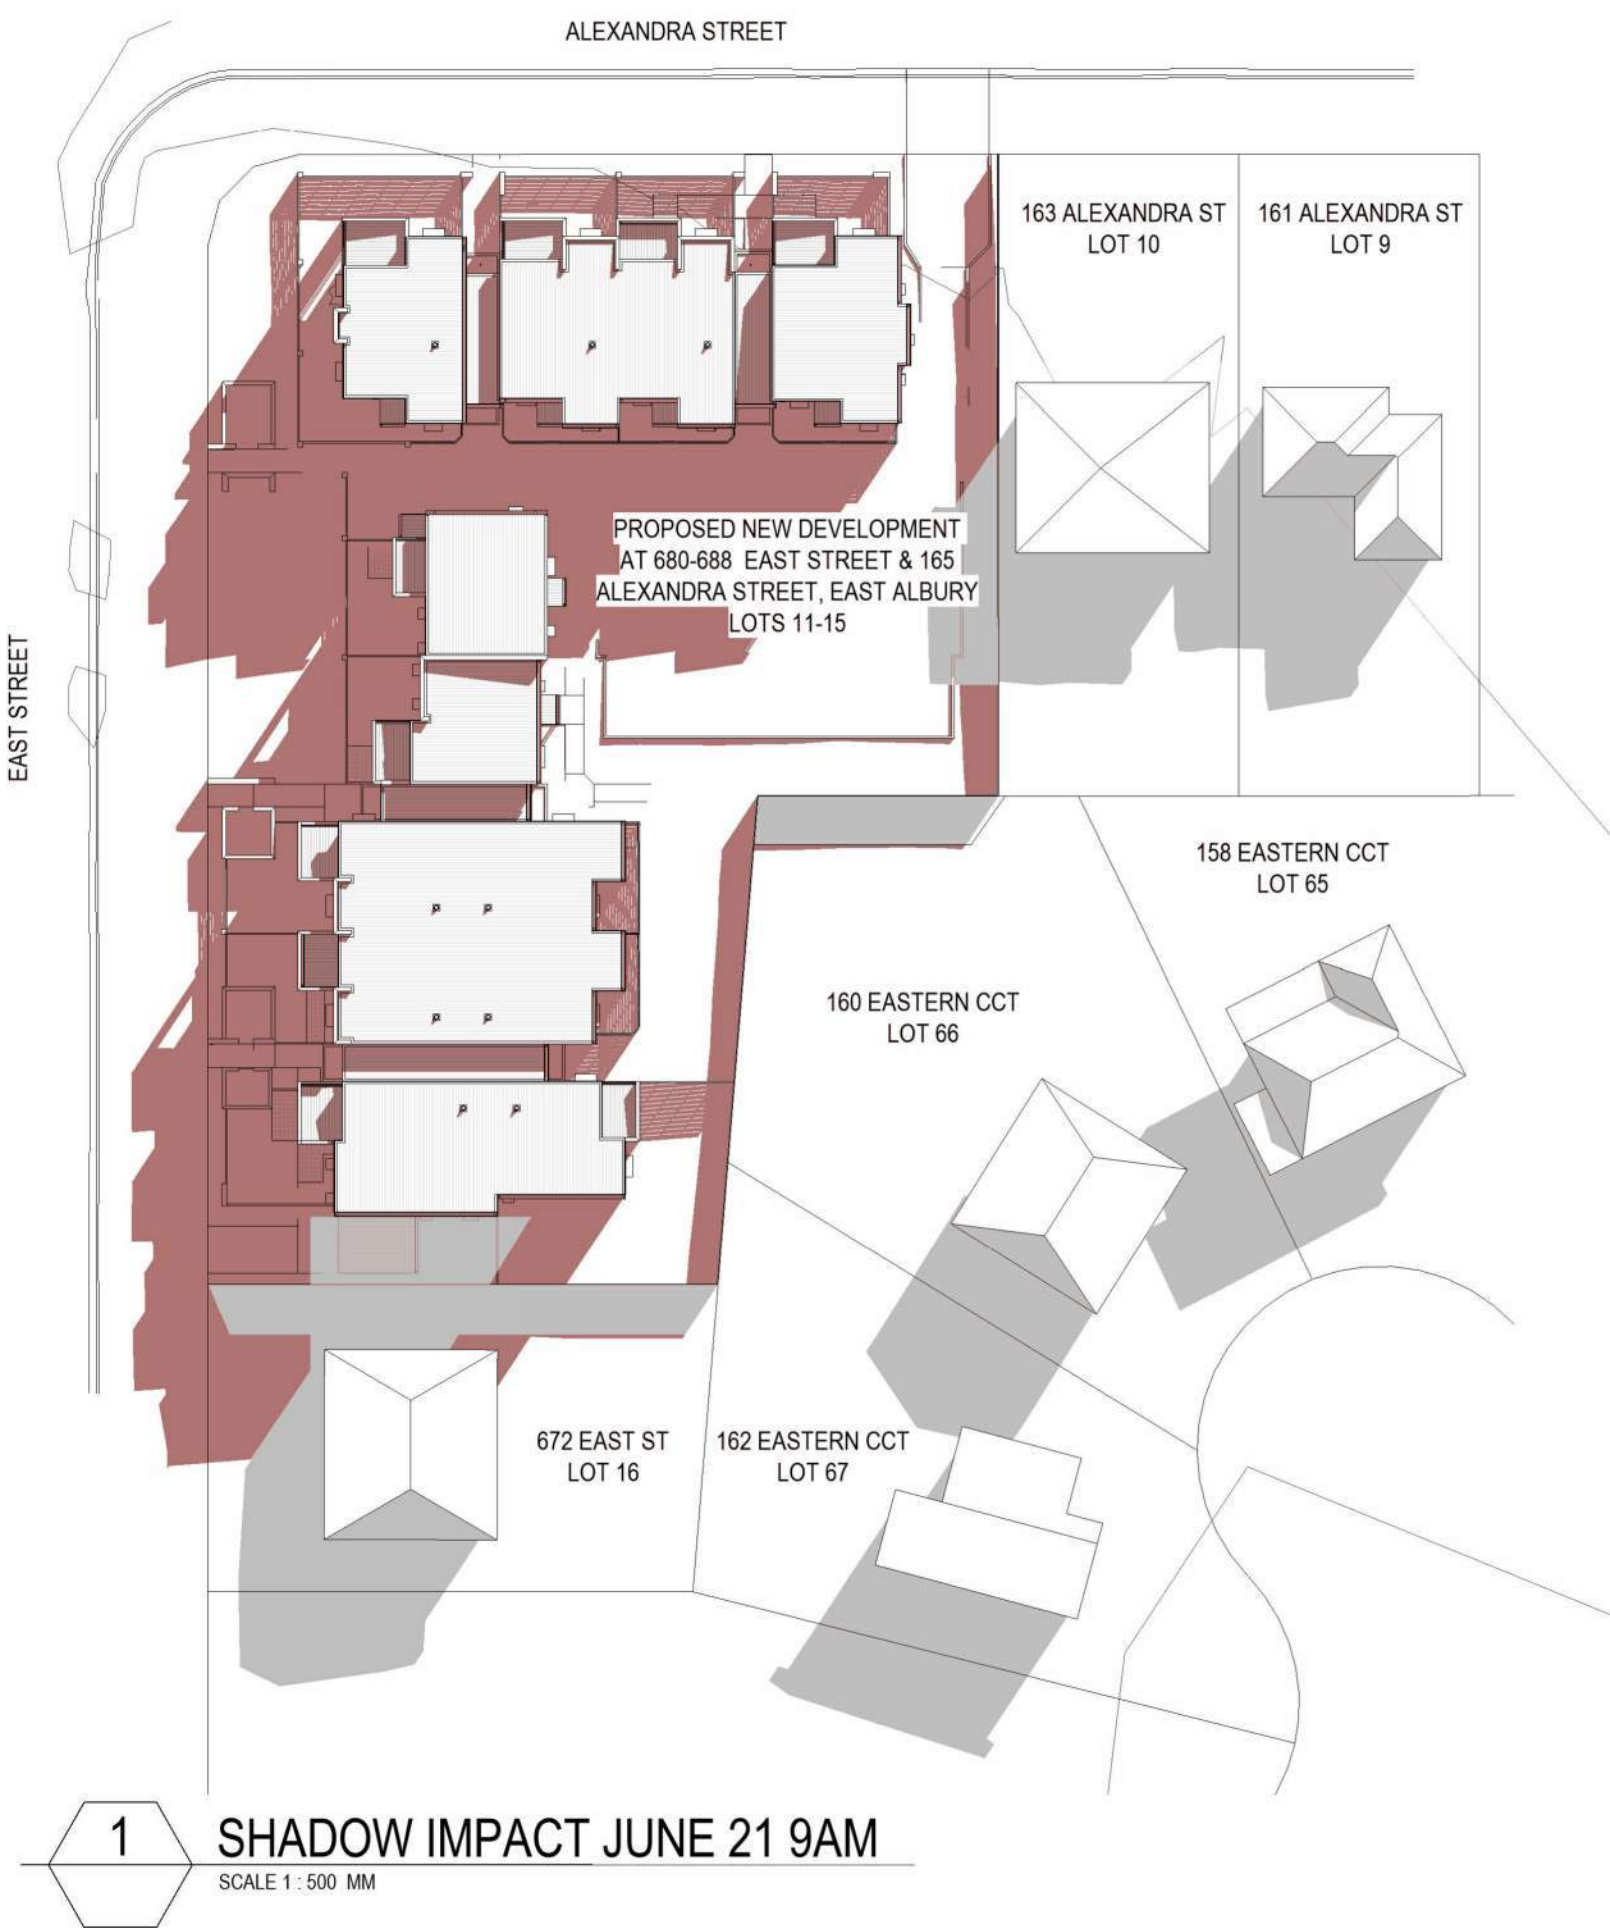 ALEXANDRA STREET
163 ALEXANDRA ST
LOT 10
161 ALEXANDRA ST
LOT 9
PROPOSED NEW DEVELOPMENT
AT 680-688 EAST STREET & 165
ALEXANDRA STREET, EAST ALBURY
LOTS 11-15
EAST STREET
158 EASTERN CCT
LOT 65
160 EASTERN CCT
LOT 66
672 EAST ST
LOT 16
162 EASTERN CCT
LOT 67
1
SHADOW IMPACT JUNE 21 9AM
SCALE 1 : 500 MM